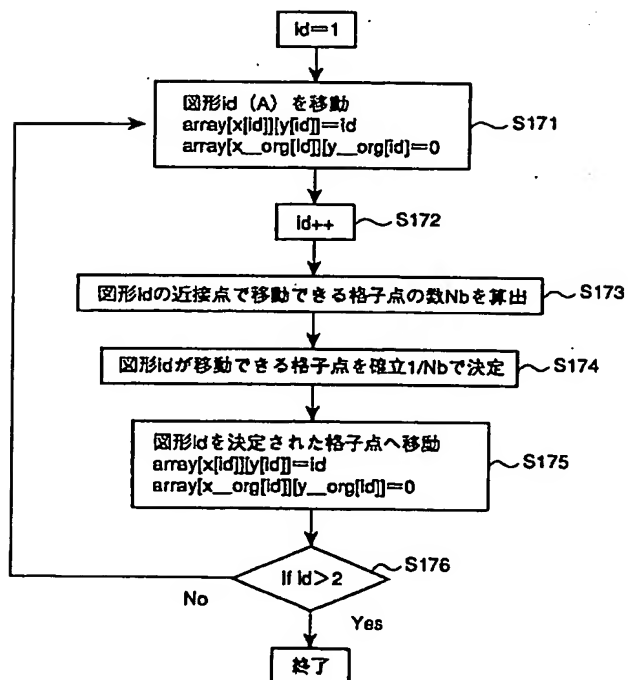 id=1
図形id（A）を移動
array[x[id]][y[id]]=id
array[x__org[id]][y__org[id]=0
S171
id++
S172
図形idの近接点で移動できる格子点の数Nbを算出
S173
図形idが移動できる格子点を確立1/Nbで決定
S174
図形idを決定された格子点へ移動
array[x[id]][y[id]]=id
array[x__org[id]][y__org[id]]=0
S175
if id>2
S176
No
Yes
終了